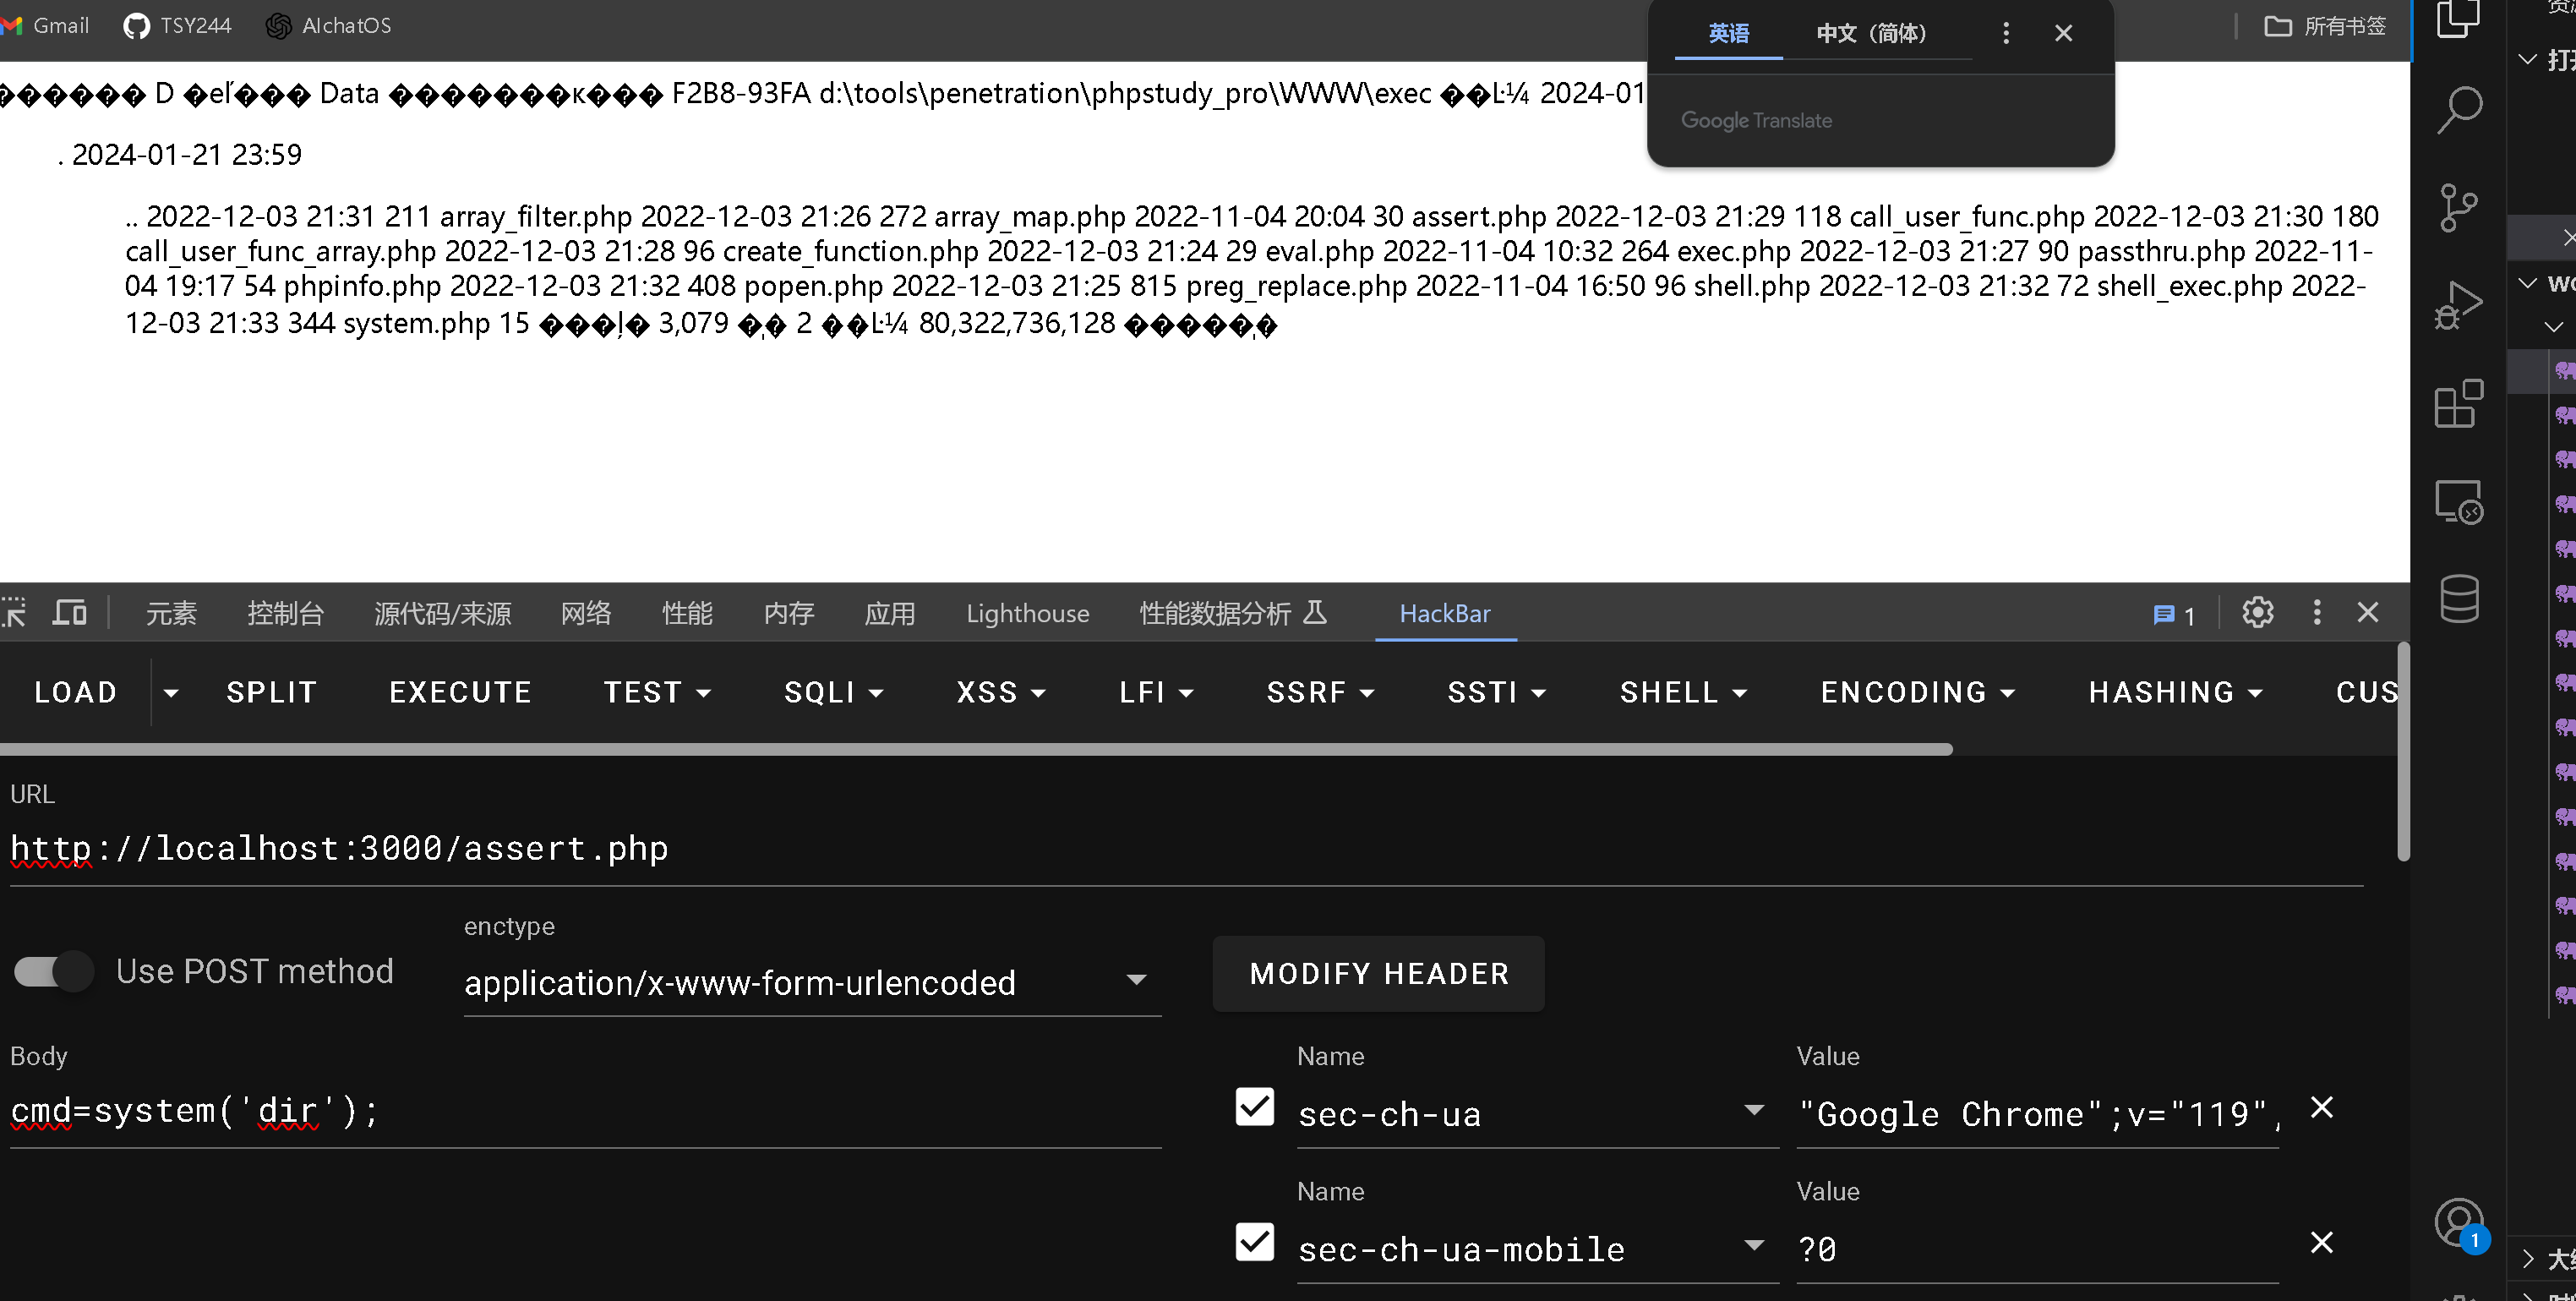 Gmail TSY244 AIchatOS 所有书签
英语 中文（简体）
Google Translate
������ D �eľ��� Data �������к��� F2B8-93FA d:\tools\penetration\phpstudy_pro\WWW\exec ��Ŀ¼ 2024-01
. 2024-01-21 23:59
.. 2022-12-03 21:31 211 array_filter.php 2022-12-03 21:26 272 array_map.php 2022-11-04 20:04 30 assert.php 2022-12-03 21:29 118 call_user_func.php 2022-12-03 21:30 180
call_user_func_array.php 2022-12-03 21:28 96 create_function.php 2022-12-03 21:24 29 eval.php 2022-11-04 10:32 264 exec.php 2022-12-03 21:27 90 passthru.php 2022-11-
04 19:17 54 phpinfo.php 2022-12-03 21:32 408 popen.php 2022-12-03 21:25 815 preg_replace.php 2022-11-04 16:50 96 shell.php 2022-12-03 21:32 72 shell_exec.php 2022-
12-03 21:33 344 system.php 15 ���ļ� 3,079 �ֽ� 2 ��Ŀ¼ 80,322,736,128 �����ֽ�
元素 控制台 源代码/来源 网络 性能 内存 应用 Lighthouse 性能数据分析 HackBar 1
LOAD SPLIT EXECUTE TEST SQLI XSS LFI SSRF SSTI SHELL ENCODING HASHING CUS
URL
http://localhost:3000/assert.php
enctype
Use POST method application/x-www-form-urlencoded MODIFY HEADER
Body Name Value
cmd=system('dir'); sec-ch-ua "Google Chrome";v="119",
Name Value
sec-ch-ua-mobile ?0
1